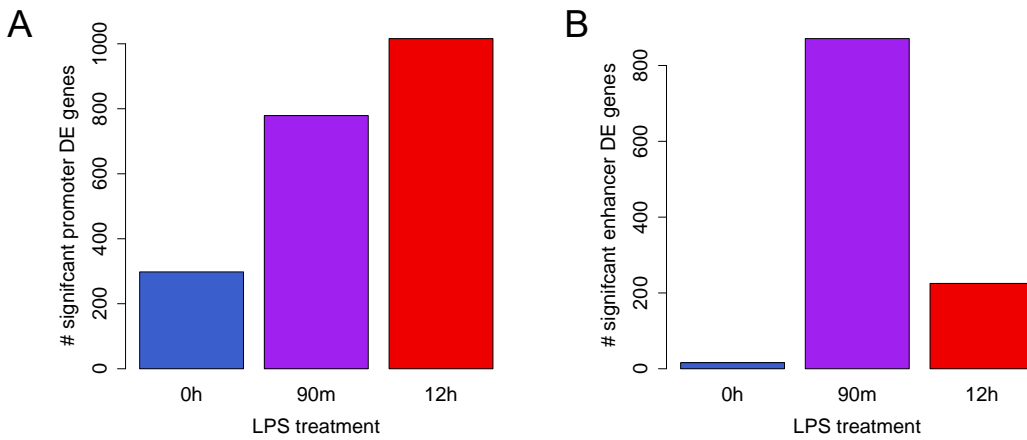 A
# signifcant promoter DE genes
1000
800
600
400
200
0
0h 90m 12h
LPS treatment
B
# signifcant enhancer DE genes
800
600
400
200
0
0h 90m 12h
LPS treatment